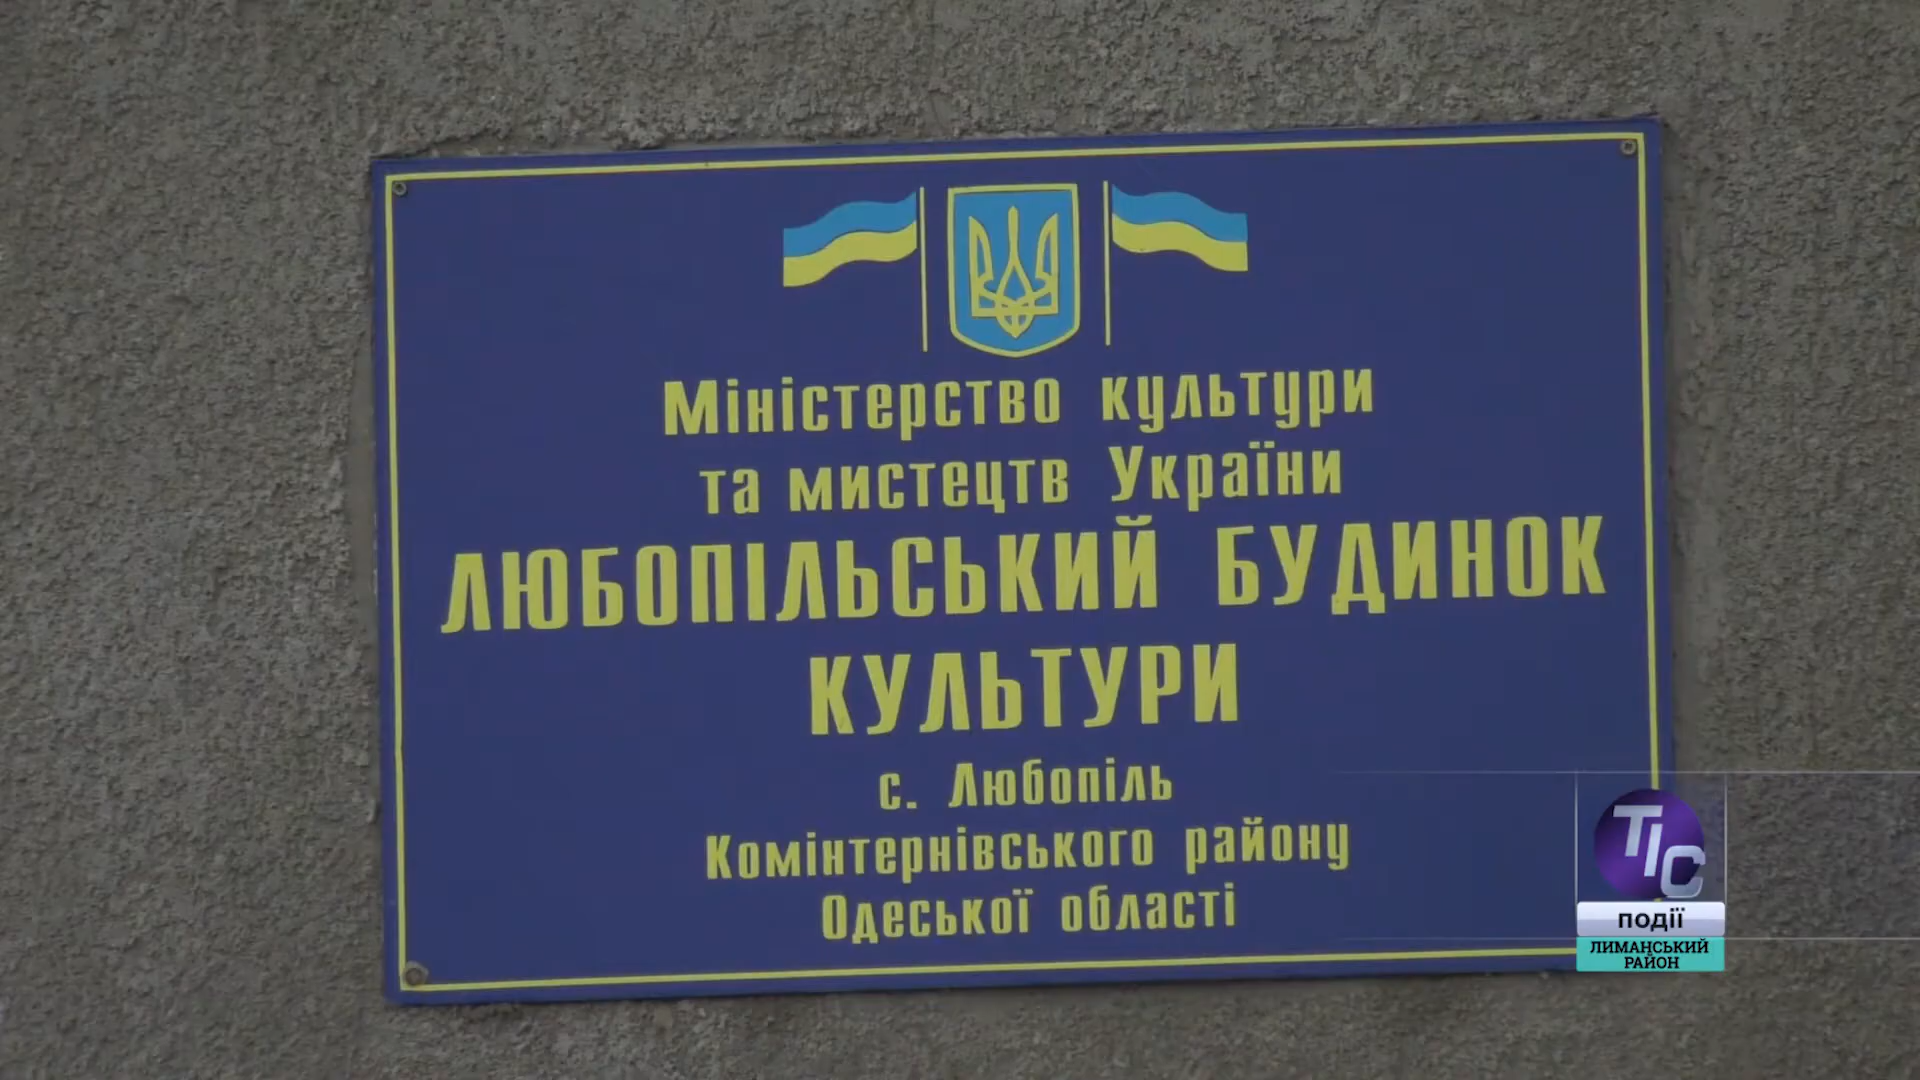 Міністерство культури
та мистецтв України
ЛЮБОПІЛЬСЬКИЙ БУДИНОК
КУЛЬТУРИ
с. Любопіль
Комінтернівського району
Одеської області
ТІС
події
ЛИМАНСЬКИЙ
РАЙОН